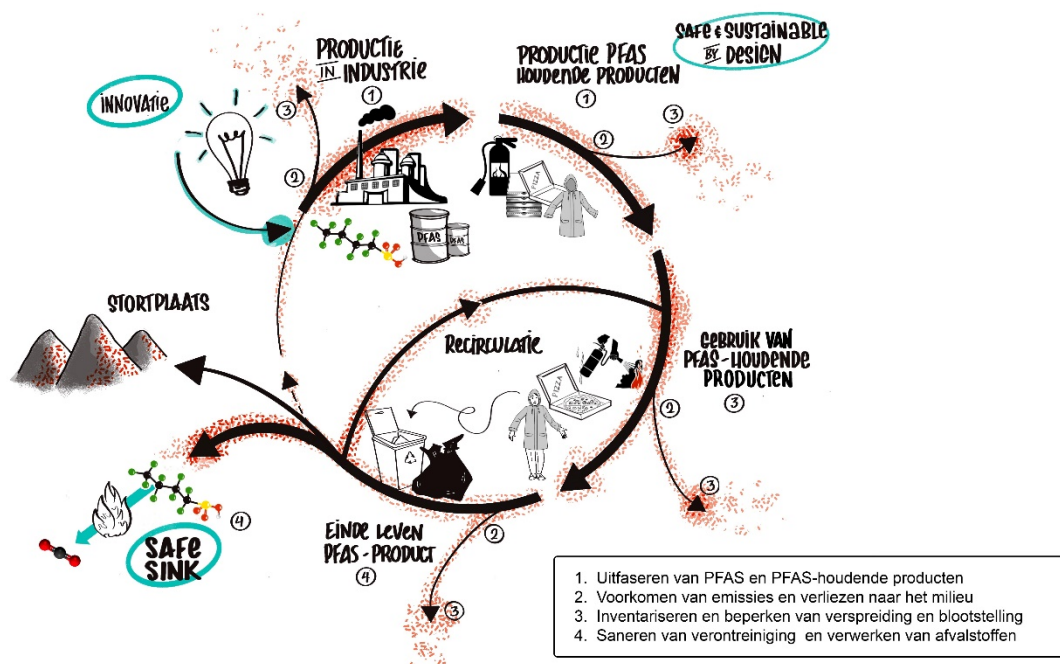 SAFE & SUSTAINABLE
BY DESIGN
PRODUCTIE
IN INDUSTRIE
①
PRODUCTIE PFAS
HOUDENDE PRODUCTEN
①
INNOVATIE
③
③
②
②
PIZZA
PFAS
PFAS
STORTPLAATS
RECIRCULATIE
GEBRUIK VAN
PFAS-HOUDENDE
PRODUCTEN
③
PIZZA
②
③
④
SAFE
SINK
EINDE LEVEN
PFAS-PRODUCT
④
②
③
1. Uitfaseren van PFAS en PFAS-houdende producten
2. Voorkomen van emissies en verliezen naar het milieu
3. Inventariseren en beperken van verspreiding en blootstelling
4. Saneren van verontreiniging en verwerken van afvalstoffen